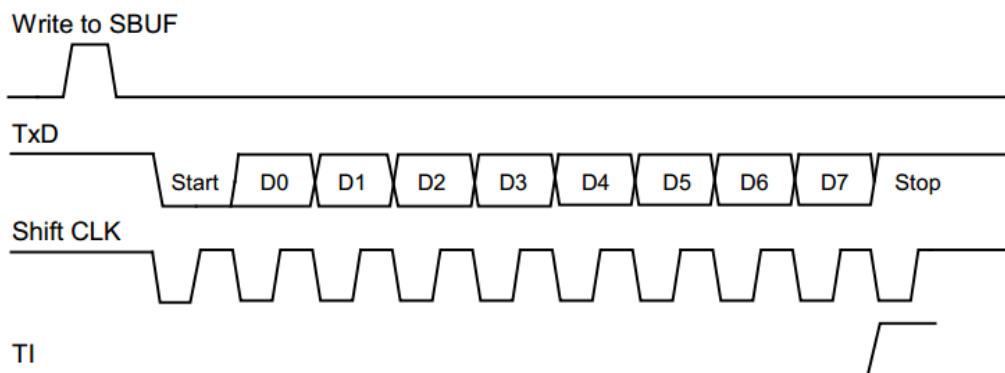 Write to SBUF
TxD
Start D0 D1 D2 D3 D4 D5 D6 D7 Stop
Shift CLK
TI